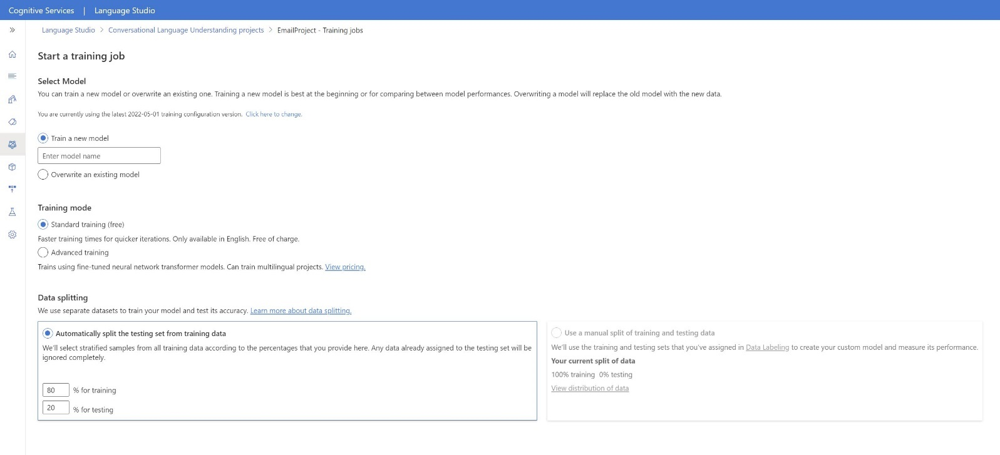 Cognitive Services | Language Studio
Language Studio > Conversational Language Understanding projects > EmailProject - Training jobs
Start a training job
Select Model
You can train a new model or overwrite an existing one. Training a new model is best at the beginning or for comparing between model performances. Overwriting a model will replace the old model with the new data.
You are currently using the latest 2022-05-01 training configuration version. Click here to change.
Train a new model
Enter model name
Overwrite an existing model
Training mode
Standard training (free)
Faster training times for quicker iterations. Only available in English. Free of charge.
Advanced training
Trains using fine-tuned neural network transformer models. Can train multilingual projects. View pricing.
Data splitting
We use separate datasets to train your model and test its accuracy. Learn more about data splitting.
Automatically split the testing set from training data
We'll select stratified samples from all training data according to the percentages that you provide here. Any data already assigned to the testing set will be
ignored completely.
80 % for training
20 % for testing
Use a manual split of training and testing data
We'll use the training and testing sets that you've assigned in Data Labeling to create your custom model and measure its performance.
Your current split of data
100% training 0% testing
View distribution of data